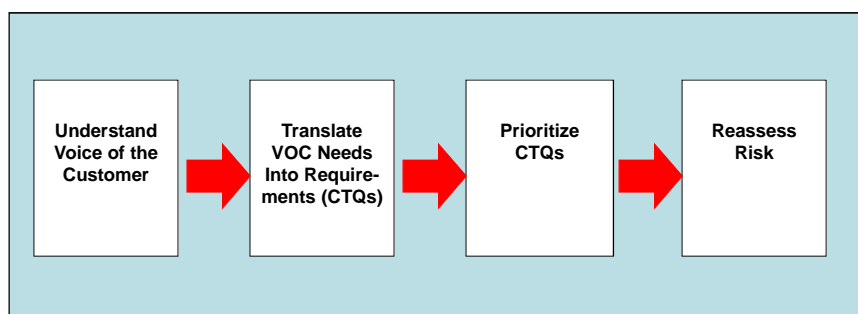 Understand
Voice of the
Customer
Translate
VOC Needs
Into Require-
ments (CTQs)
Prioritize
CTQs
Reassess
Risk